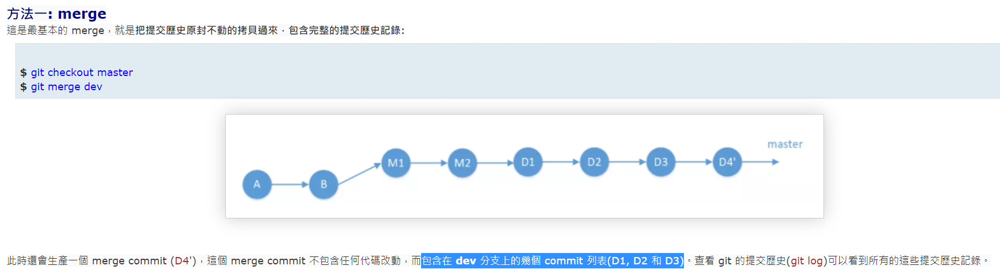 方法一: merge
這是最基本的 merge，就是把提交歷史原封不動的拷貝過來，包含完整的提交歷史記錄:
$ git checkout master
$ git merge dev
master
A B M1 M2 D1 D2 D3 D4'
此時還會生產一個 merge commit (D4')，這個 merge commit 不包含任何代碼改動，而包含在 dev 分支上的幾個 commit 列表(D1, D2 和 D3)。查看 git 的提交歷史(git log)可以看到所有的這些提交歷史記錄。